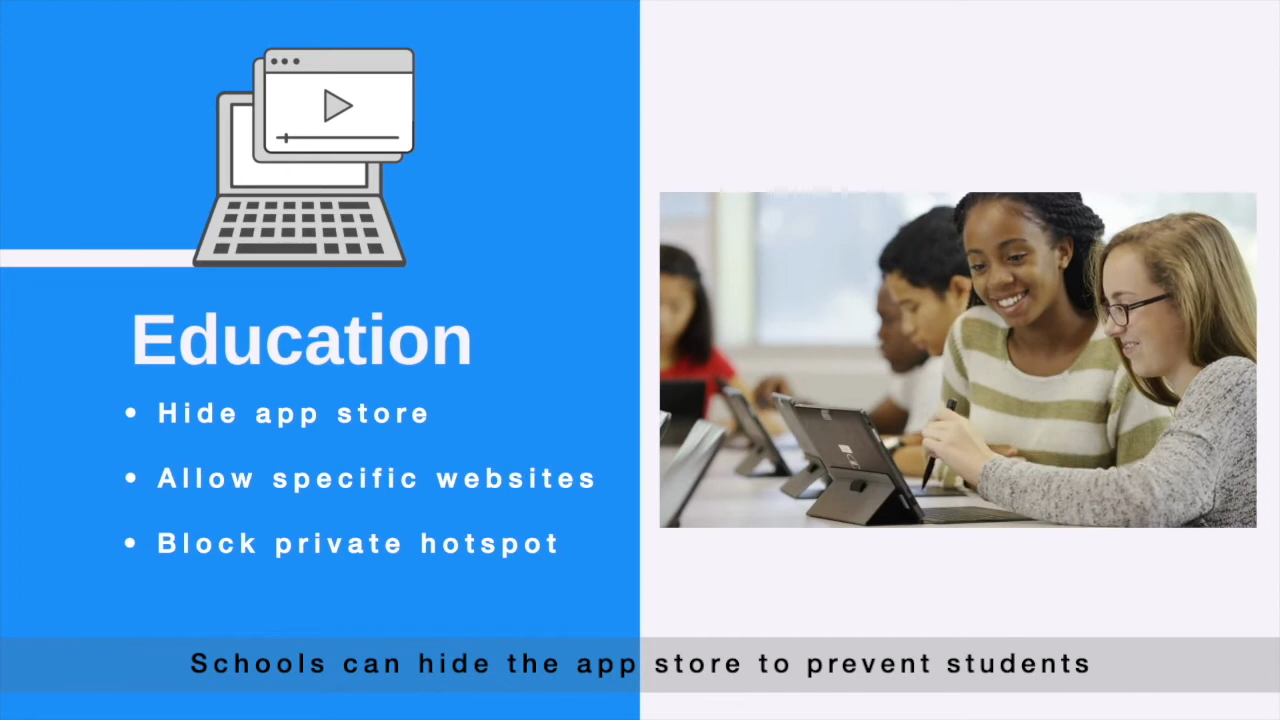 Education
• Hide app store
• Allow specific websites
• Block private hotspot
Schools can hide the app store to prevent students